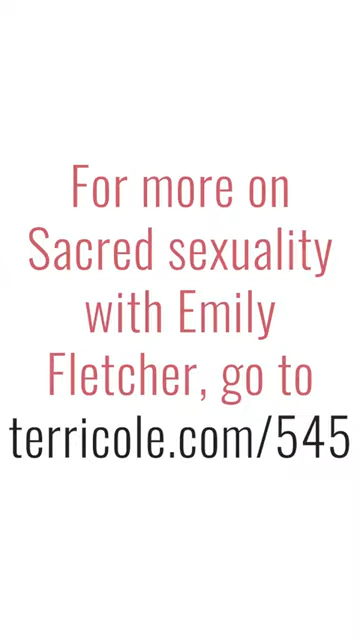 For more on
Sacred sexuality
with Emily
Fletcher, go to
terricole.com/545